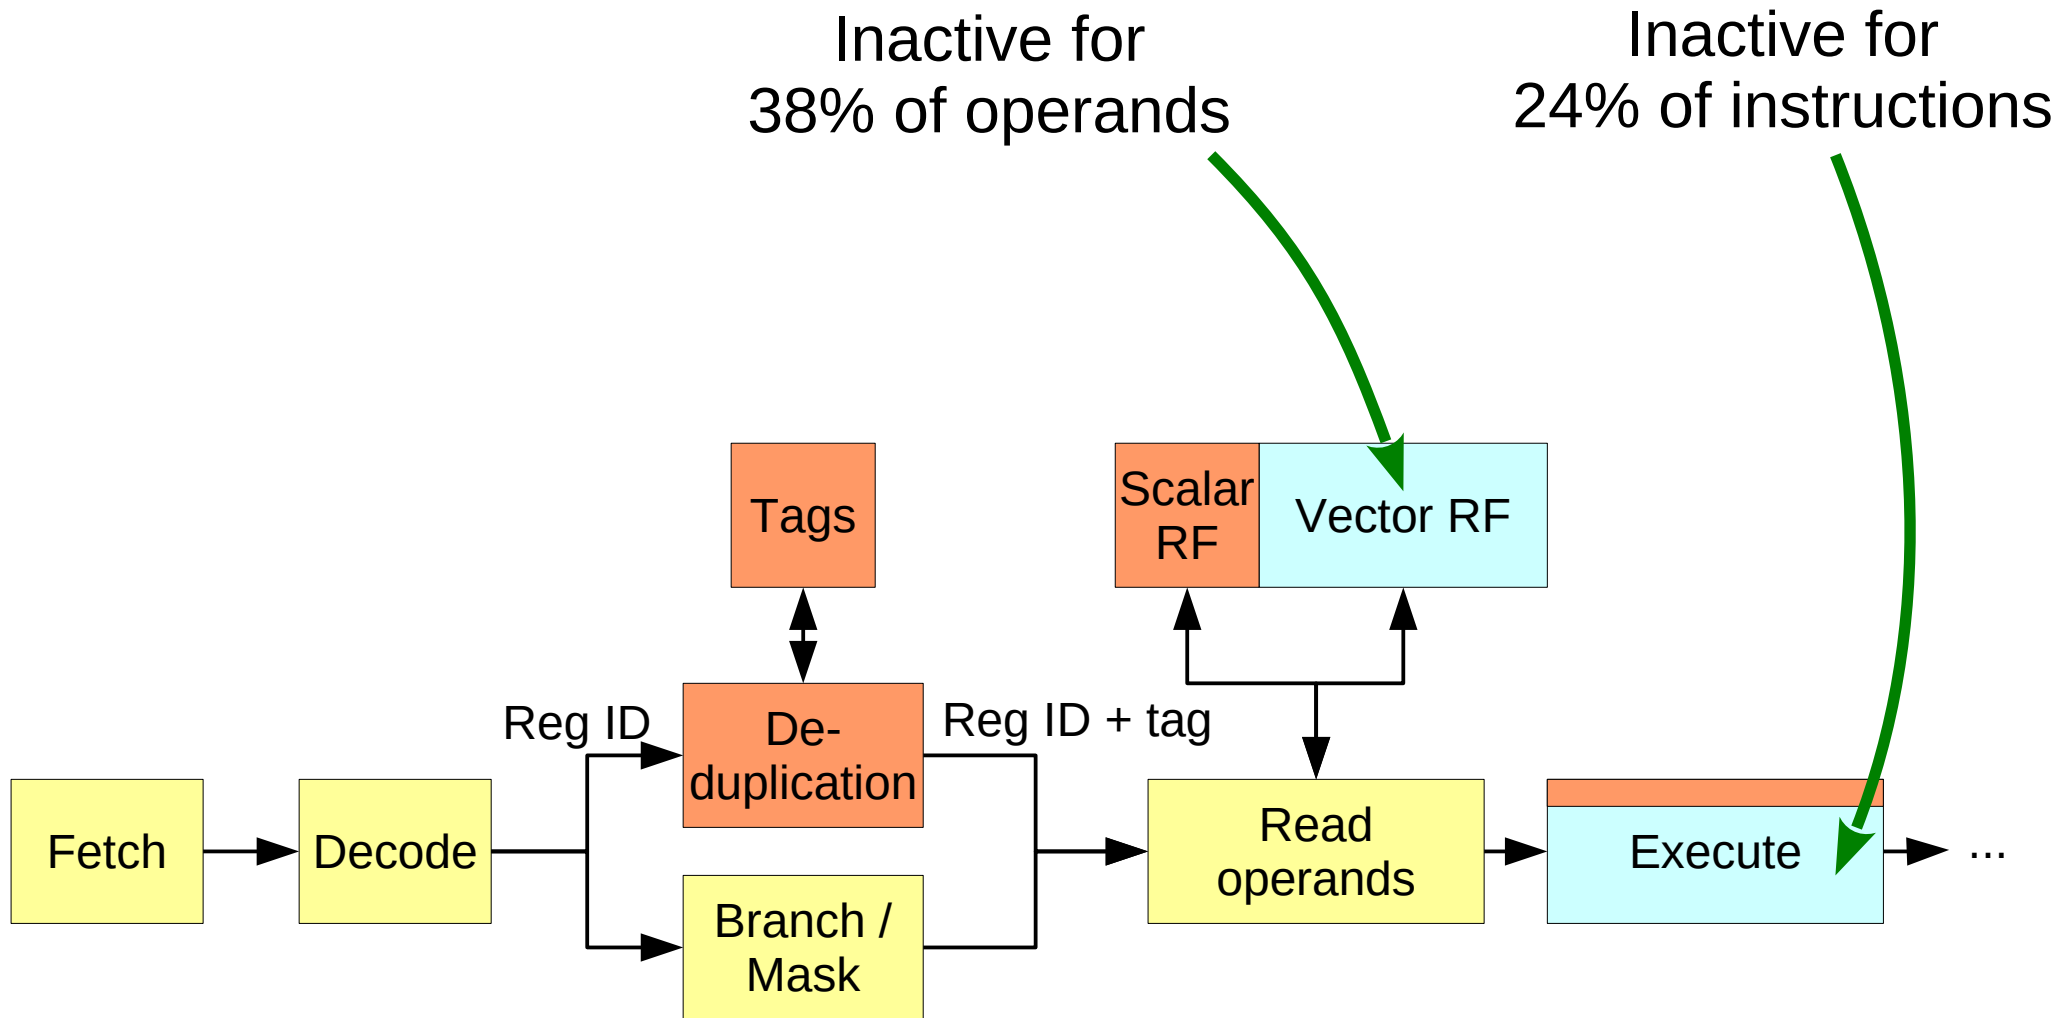 Inactive for
38% of operands
Inactive for
24% of instructions
Tags
Scalar
RF
Vector RF
Reg ID
De-
duplication
Reg ID + tag
Fetch
Decode
Branch /
Mask
Read
operands
Execute
...